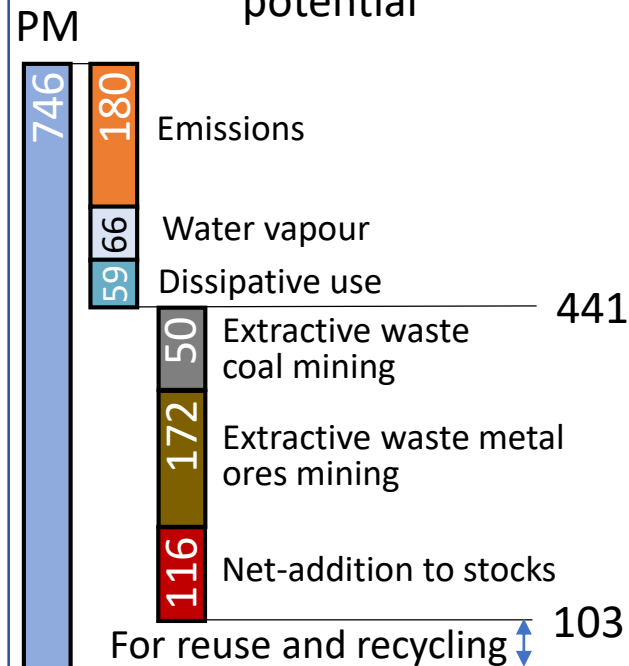 potential
PM
746
180
Emissions
66
Water vapour
59
Dissipative use
441
50
Extractive waste
coal mining
172
Extractive waste metal
ores mining
116
Net-addition to stocks
103
For reuse and recycling